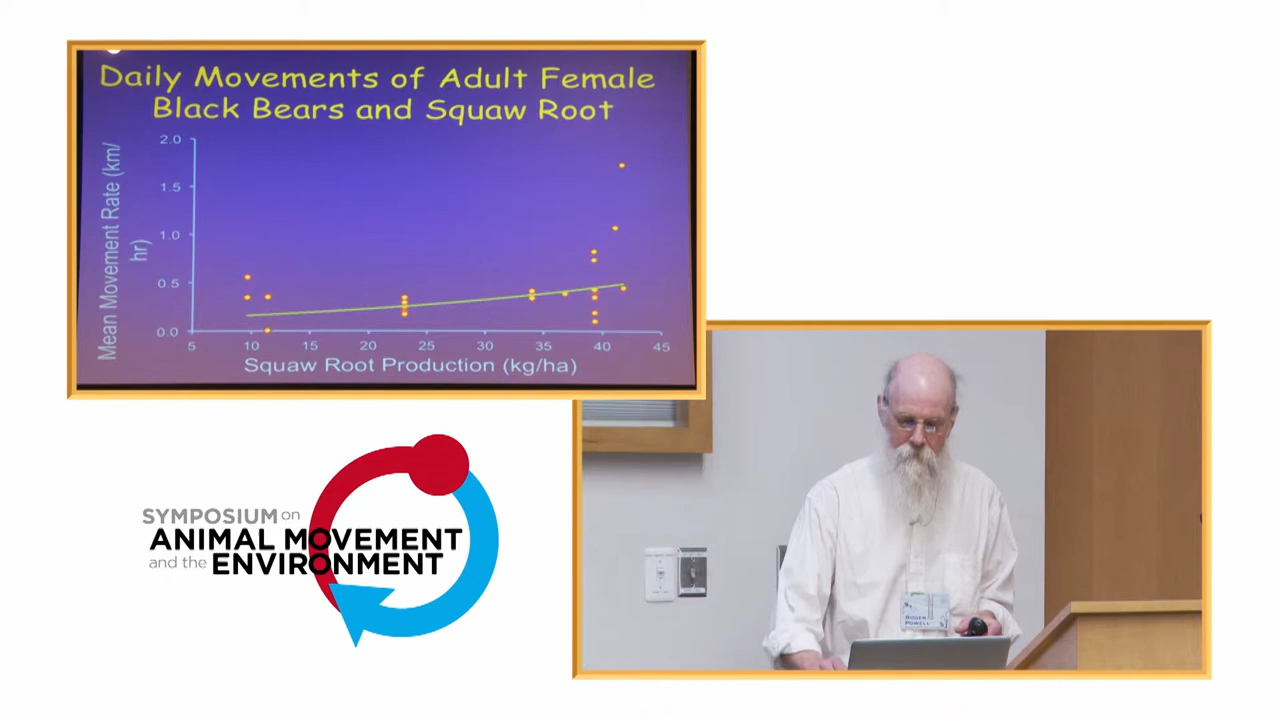 Daily Movements of Adult Female
Black Bears and Squaw Root
Mean Movement Rate (km/
hr)
2.0
1.5
1.0
0.5
0.0
5 10 15 20 25 30 35 40 45
Squaw Root Production (kg/ha)
SYMPOSIUM on
ANIMAL MOVEMENT
and the ENVIRONMENT
ROGER
POWELL